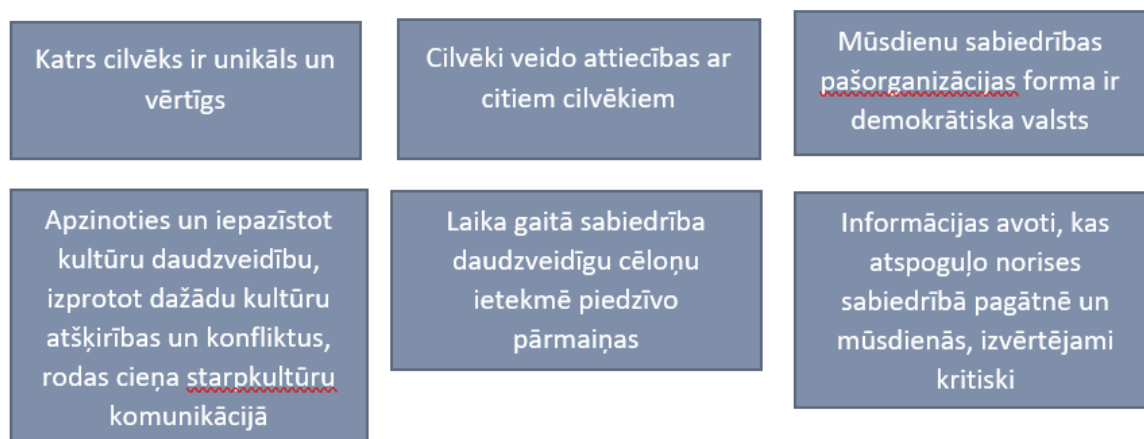 Katrs cilvēks ir unikāls un
vērtīgs
Cilvēki veido attiecības ar
citiem cilvēkiem
Mūsdienu sabiedrības
pašorganizācijas forma ir
demokrātiska valsts
Apzinoties un iepazīstot
kultūru daudzveidību,
izprotot dažādu kultūru
atšķirības un konfliktus,
rodas cieņa starpkultūru
komunikācijā
Laika gaitā sabiedrība
daudzveidīgu cēloņu
ietekmē piedzīvo
pārmaiņas
Informācijas avoti, kas
atspoguļo norises
sabiedrībā pagātnē un
mūsdienās, izvērtējami
kritiski